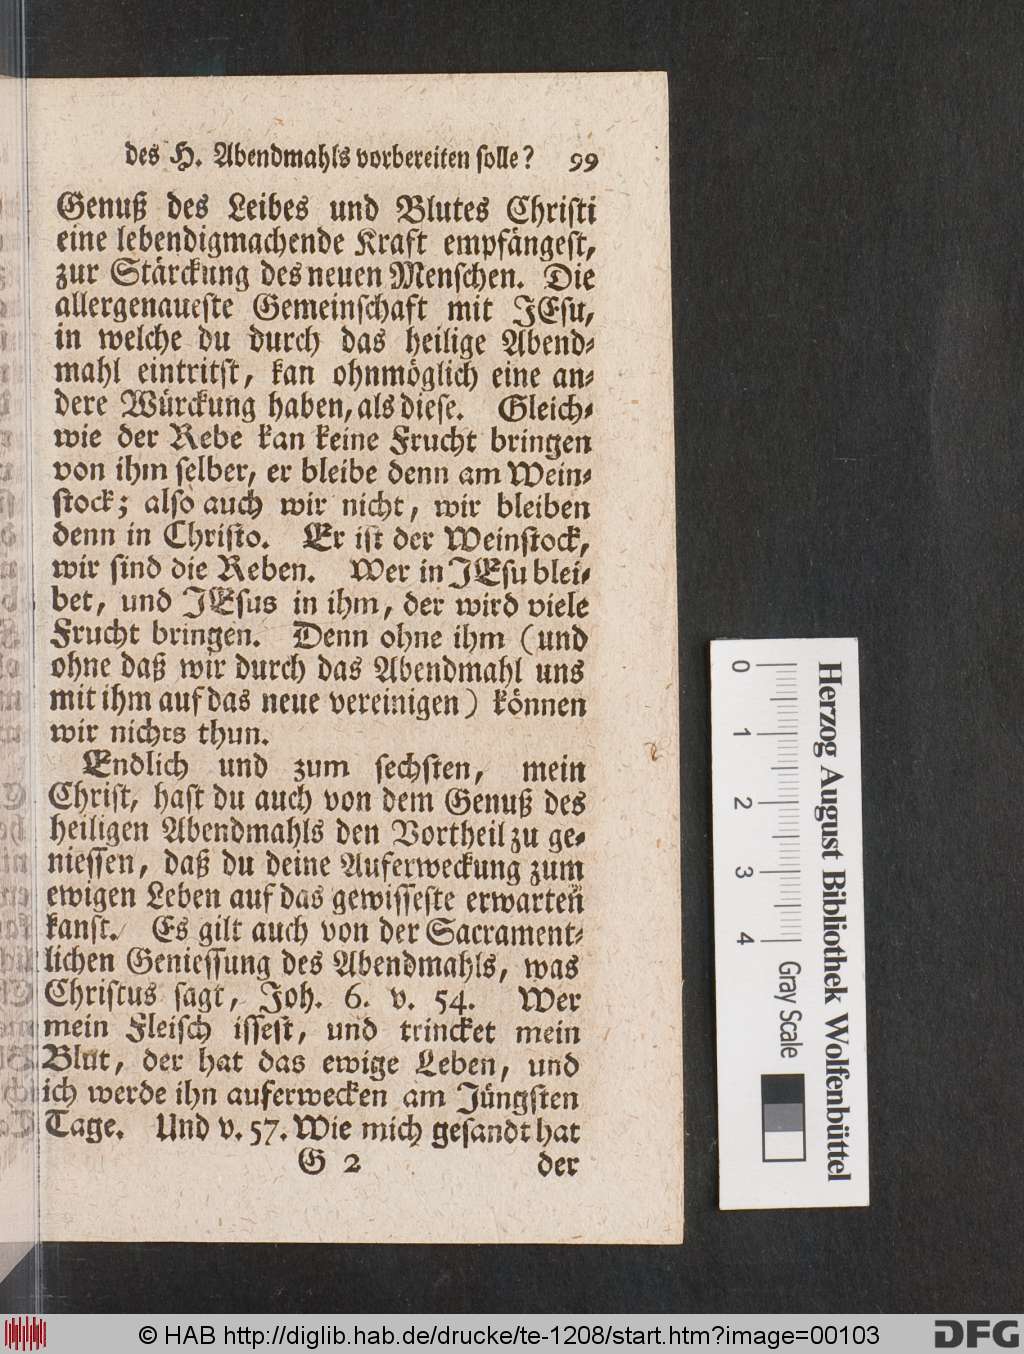 des H. Abendmahls vorbereiten solle? 99
Genuß des Leibes und Blutes Christi
eine lebendigmachende Kraft empfängest,
zur Stärckung des neuen Menschen. Die
allergenaueste Gemeinschaft mit JEsu,
in welche du durch das heilige Abend-
mahl eintritst, kan ohnmöglich eine an-
dere Würckung haben, als diese. Gleich-
wie der Rebe kan keine Frucht bringen
von ihm selber, er bleibe denn am Wein-
stock; also auch wir nicht, wir bleiben
denn in Christo. Er ist der Weinstock,
wir sind die Reben. Wer in JEsu blei-
bet, und JEsus in ihm, der wird viele
Frucht bringen. Denn ohne ihm (und
ohne daß wir durch das Abendmahl uns
mit ihm auf das neue vereinigen) können
wir nichts thun.
Endlich und zum sechsten, mein
Christ, hast du auch von dem Genuß des
heiligen Abendmahls den Vortheil zu ge-
niessen, daß du deine Auferweckung zum
ewigen Leben auf das gewisseste erwarten
kanst. Es gilt auch von der Sacrament-
lichen Geniessung des Abendmahls, was
Christus sagt, Joh. 6. v. 54. Wer
mein Fleisch issest, und trincket mein
Blut, der hat das ewige Leben, und
ich werde ihn auferwecken am Jüngsten
Tage. Und v. 57. Wie mich gesandt hat
G 2 der
0 1 2 3 4 Gray Scale
Herzog August Bibliothek Wolfenbüttel
© HAB http://diglib.hab.de/drucke/te-1208/start.htm?image=00103
DFG